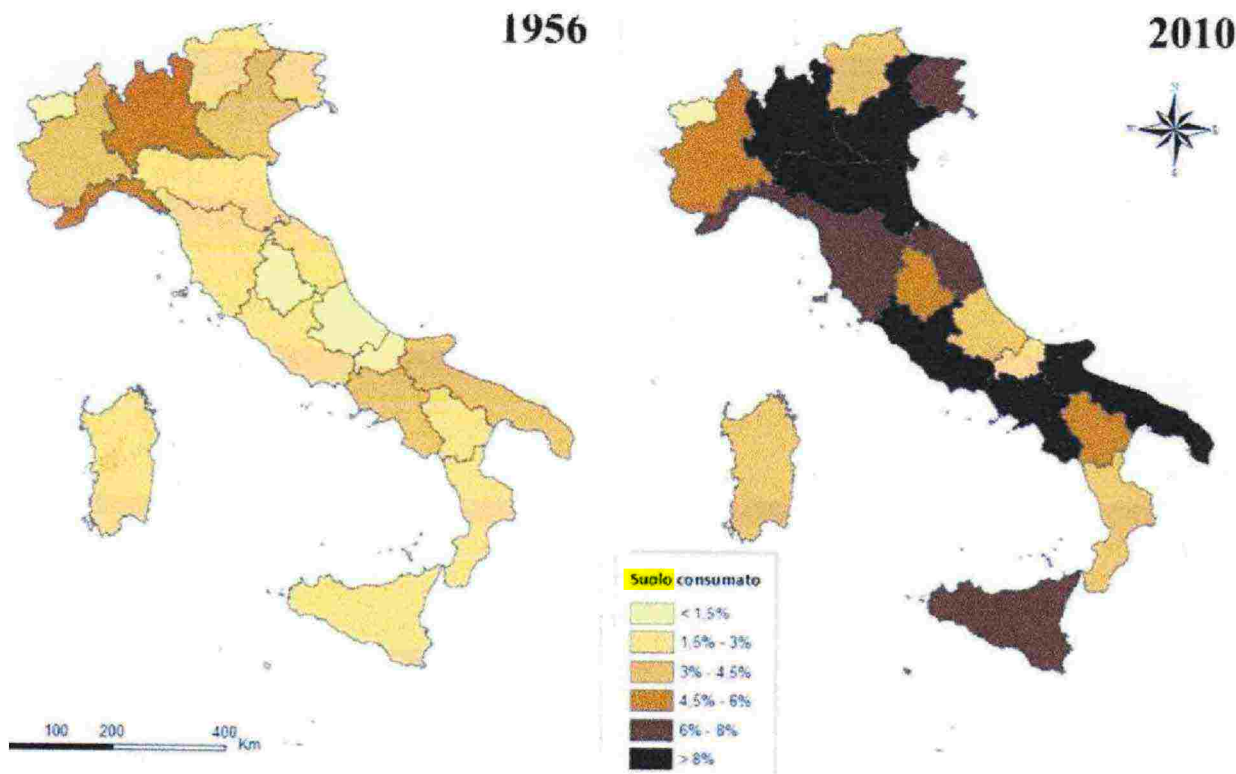 1956
2010
Suolo consumato
< 1,5%
1,5% - 3%
3% - 4,5%
4,5% - 6%
6% - 8%
> 8%
100 200 400 Km